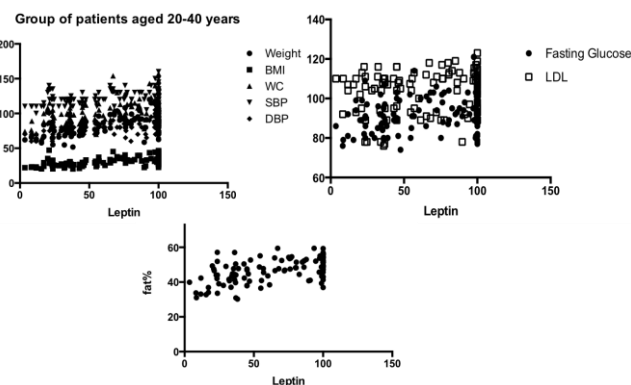 Group of patients aged 20-40 years
200
150
100
50
0
0 50 100 150
Leptin
Weight
BMI
WC
SBP
DBP
140
120
100
80
60
0 50 100 150
Leptin
Fasting Glucose
LDL
fat%
60
40
20
0
0 50 100 150
Leptin